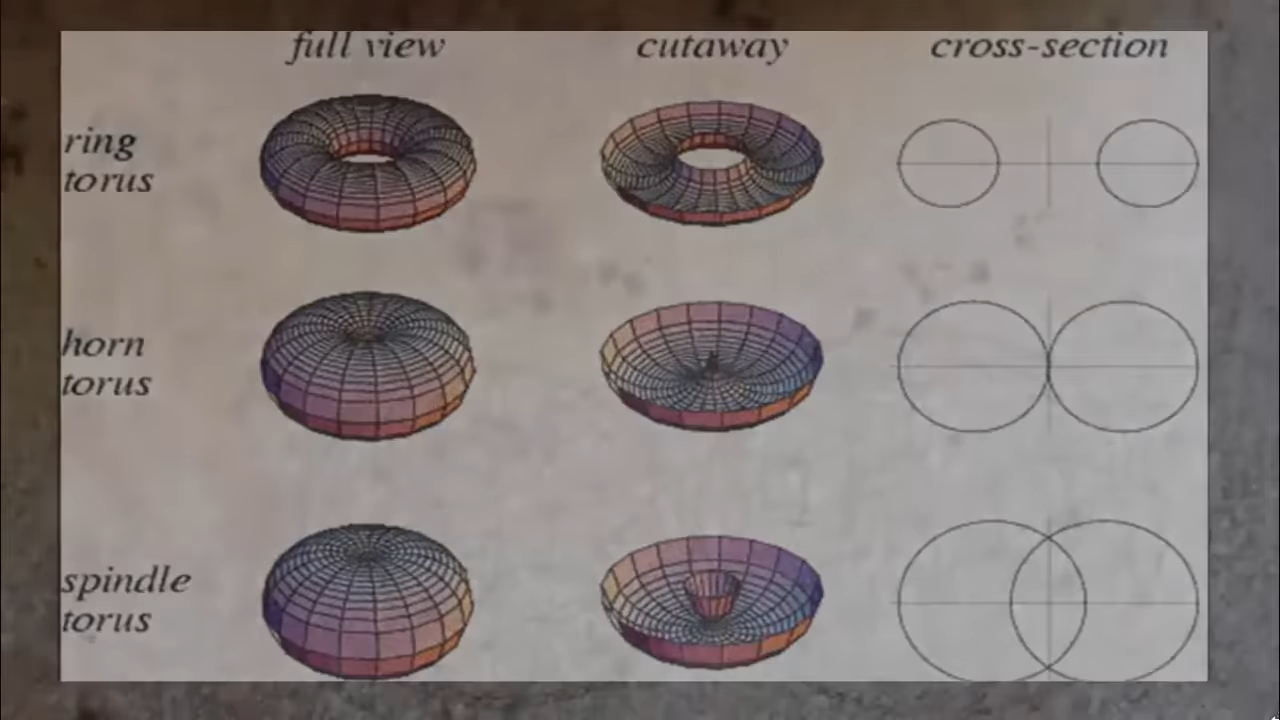 full view cutaway cross-section
ring
torus
horn
torus
spindle
torus